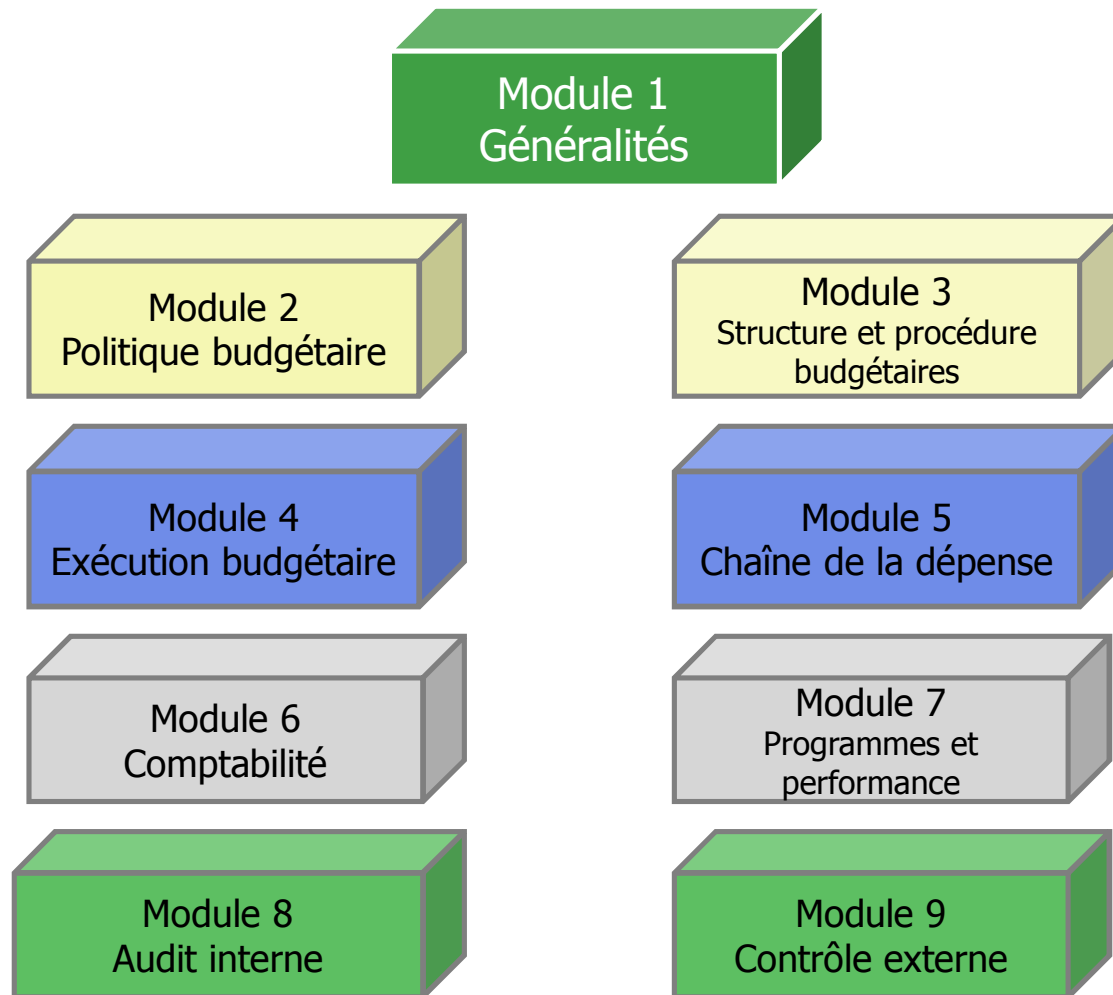 Module 1
Généralités
Module 2
Politique budgétaire
Module 3
Structure et procédure
budgétaires
Module 4
Exécution budgétaire
Module 5
Chaîne de la dépense
Module 6
Comptabilité
Module 7
Programmes et
performance
Module 8
Audit interne
Module 9
Contrôle externe